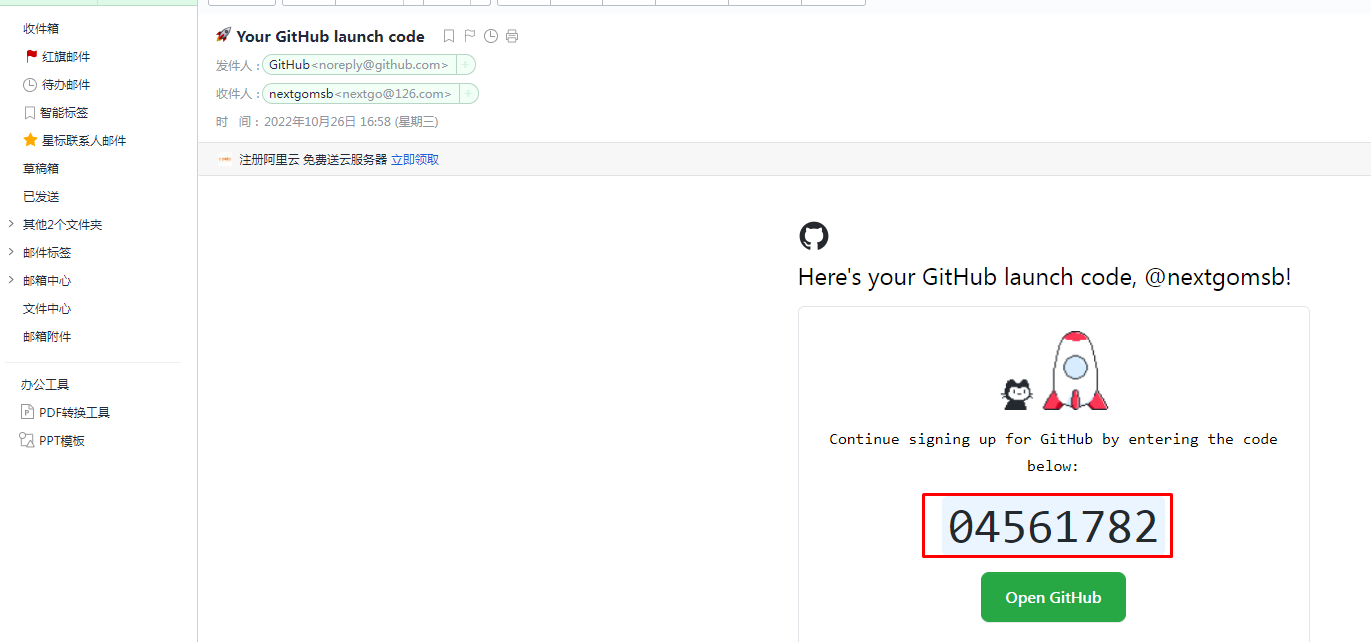 收件箱
红旗邮件
待办邮件
智能标签
星标联系人邮件
草稿箱
已发送
其他2个文件夹
邮件标签
邮箱中心
文件中心
邮箱附件
办公工具
PDF转换工具
PPT模板
Your GitHub launch code
发件人：GitHub<noreply@github.com> +
收件人：nextgomsb<nextgo@126.com> +
时 间：2022年10月26日 16:58 (星期三)
注册阿里云 免费送云服务器 立即领取
Here's your GitHub launch code, @nextgomsb!
Continue signing up for GitHub by entering the code
below:
04561782
Open GitHub